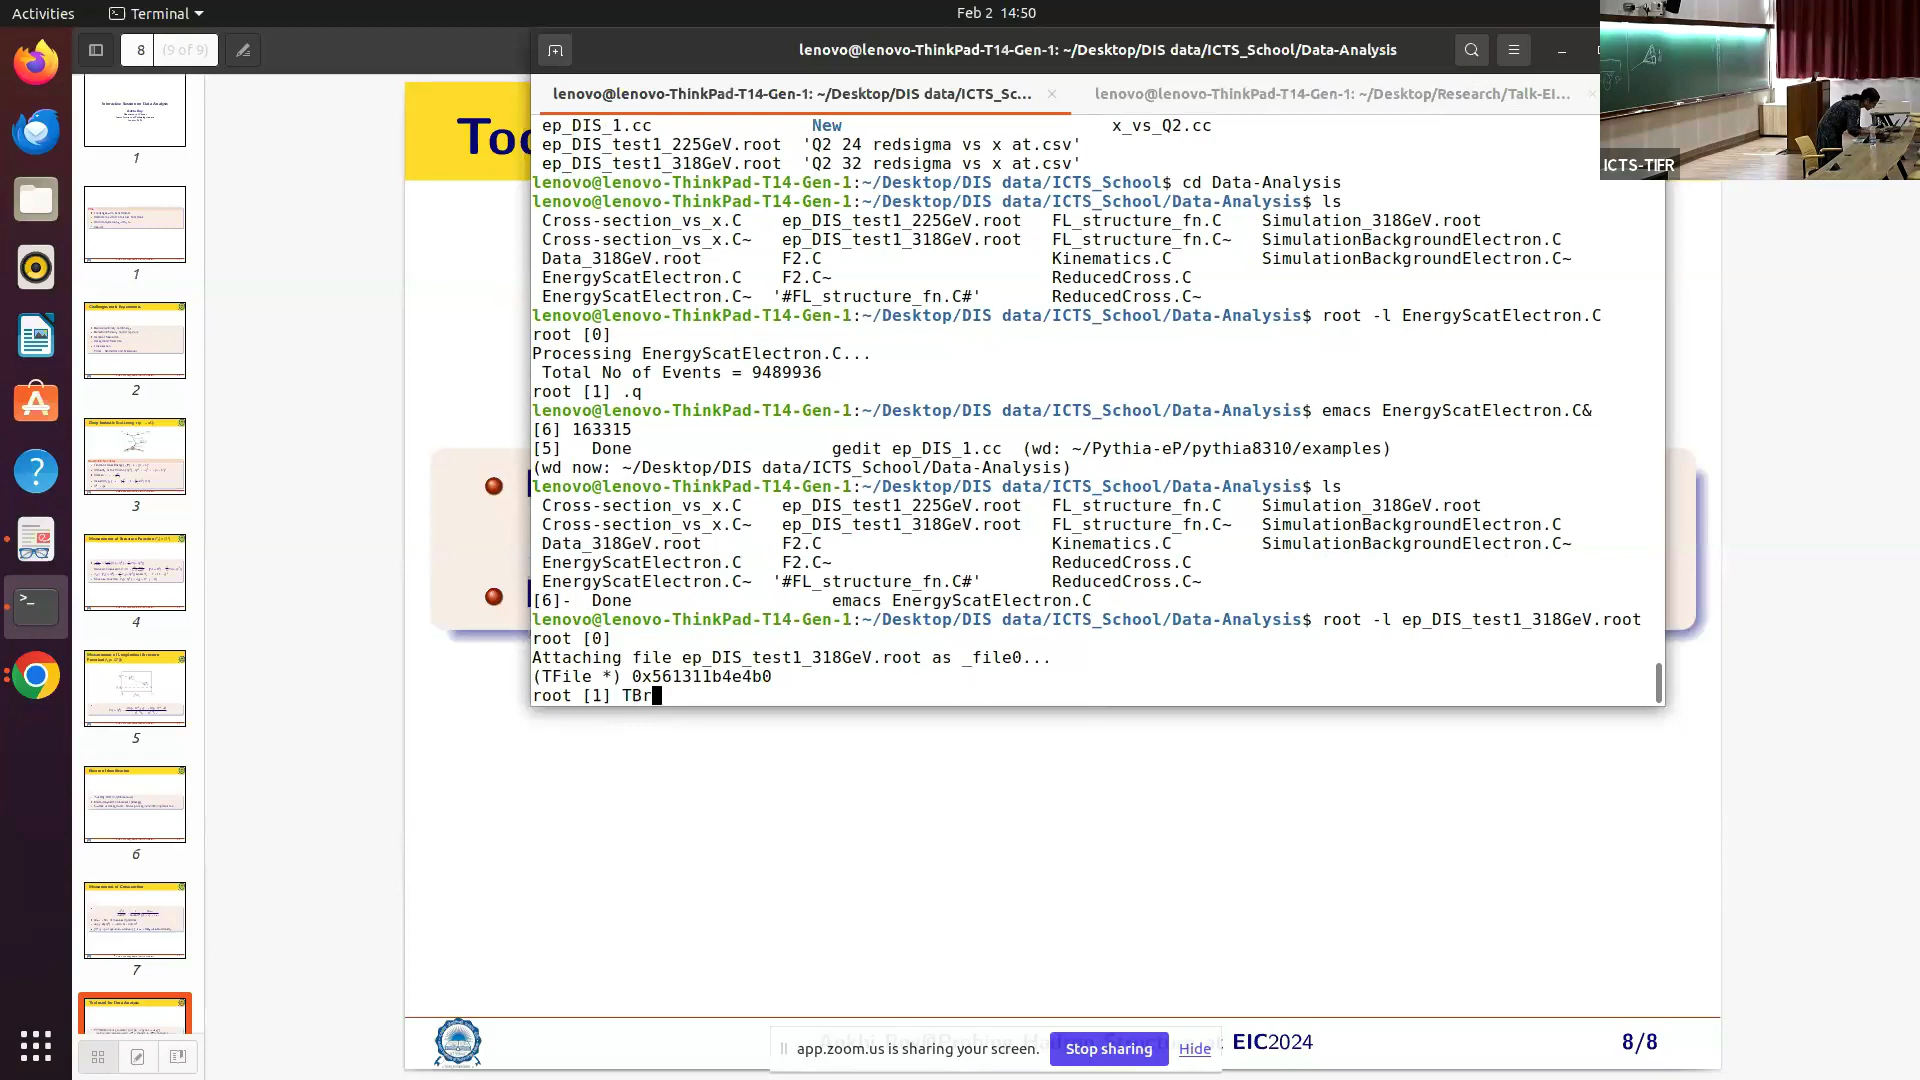 Activities
Terminal
Feb 2 14:50
8
(9 of 9)
lenovo@lenovo-ThinkPad-T14-Gen-1: ~/Desktop/DIS data/ICTS_School/Data-Analysis
lenovo@lenovo-ThinkPad-T14-Gen-1: ~/Desktop/DIS data/ICTS_Sc...
lenovo@lenovo-ThinkPad-T14-Gen-1: ~/Desktop/Research/Talk-EI...
ICTS-TIFR
ep_DIS_1.cc New x_vs_Q2.cc
ep_DIS_test1_225GeV.root 'Q2 24 redsigma vs x at.csv'
ep_DIS_test1_318GeV.root 'Q2 32 redsigma vs x at.csv'
lenovo@lenovo-ThinkPad-T14-Gen-1:~/Desktop/DIS data/ICTS_School$ cd Data-Analysis
lenovo@lenovo-ThinkPad-T14-Gen-1:~/Desktop/DIS data/ICTS_School/Data-Analysis$ ls
Cross-section_vs_x.C ep_DIS_test1_225GeV.root FL_structure_fn.C Simulation_318GeV.root
Cross-section_vs_x.C~ ep_DIS_test1_318GeV.root FL_structure_fn.C~ SimulationBackgroundElectron.C
Data_318GeV.root F2.C Kinematics.C SimulationBackgroundElectron.C~
EnergyScatElectron.C F2.C~ ReducedCross.C
EnergyScatElectron.C~ '#FL_structure_fn.C#' ReducedCross.C~
lenovo@lenovo-ThinkPad-T14-Gen-1:~/Desktop/DIS data/ICTS_School/Data-Analysis$ root -l EnergyScatElectron.C
root [0]
Processing EnergyScatElectron.C...
Total No of Events = 9489936
root [1] .q
lenovo@lenovo-ThinkPad-T14-Gen-1:~/Desktop/DIS data/ICTS_School/Data-Analysis$ emacs EnergyScatElectron.C&
[6] 163315
[5] Done gedit ep_DIS_1.cc (wd: ~/Pythia-eP/pythia8310/examples)
(wd now: ~/Desktop/DIS data/ICTS_School/Data-Analysis)
lenovo@lenovo-ThinkPad-T14-Gen-1:~/Desktop/DIS data/ICTS_School/Data-Analysis$ ls
Cross-section_vs_x.C ep_DIS_test1_225GeV.root FL_structure_fn.C Simulation_318GeV.root
Cross-section_vs_x.C~ ep_DIS_test1_318GeV.root FL_structure_fn.C~ SimulationBackgroundElectron.C
Data_318GeV.root F2.C Kinematics.C SimulationBackgroundElectron.C~
EnergyScatElectron.C F2.C~ ReducedCross.C
EnergyScatElectron.C~ '#FL_structure_fn.C#' ReducedCross.C~
[6]- Done emacs EnergyScatElectron.C
lenovo@lenovo-ThinkPad-T14-Gen-1:~/Desktop/DIS data/ICTS_School/Data-Analysis$ root -l ep_DIS_test1_318GeV.root
root [0]
Attaching file ep_DIS_test1_318GeV.root as _file0...
(TFile *) 0x561311b4e4b0
root [1] TBr
1
1
2
3
4
5
6
7
app.zoom.us is sharing your screen.
Stop sharing
Hide
EIC2024
8/8